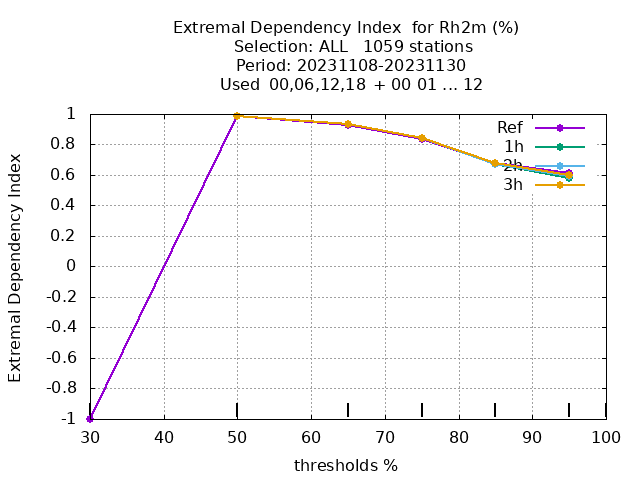 Extremal Dependency Index  for Rh2m (%)
Selection: ALL   1059 stations
Period: 20231108-20231130
Used  00,06,12,18  + 00 01 ... 12
Extremal Dependency Index
1
0.8
0.6
0.4
0.2
0
-0.2
-0.4
-0.6
-0.8
-1
Ref
1h
2h
3h
30 40 50 60 70 80 90 100
thresholds %